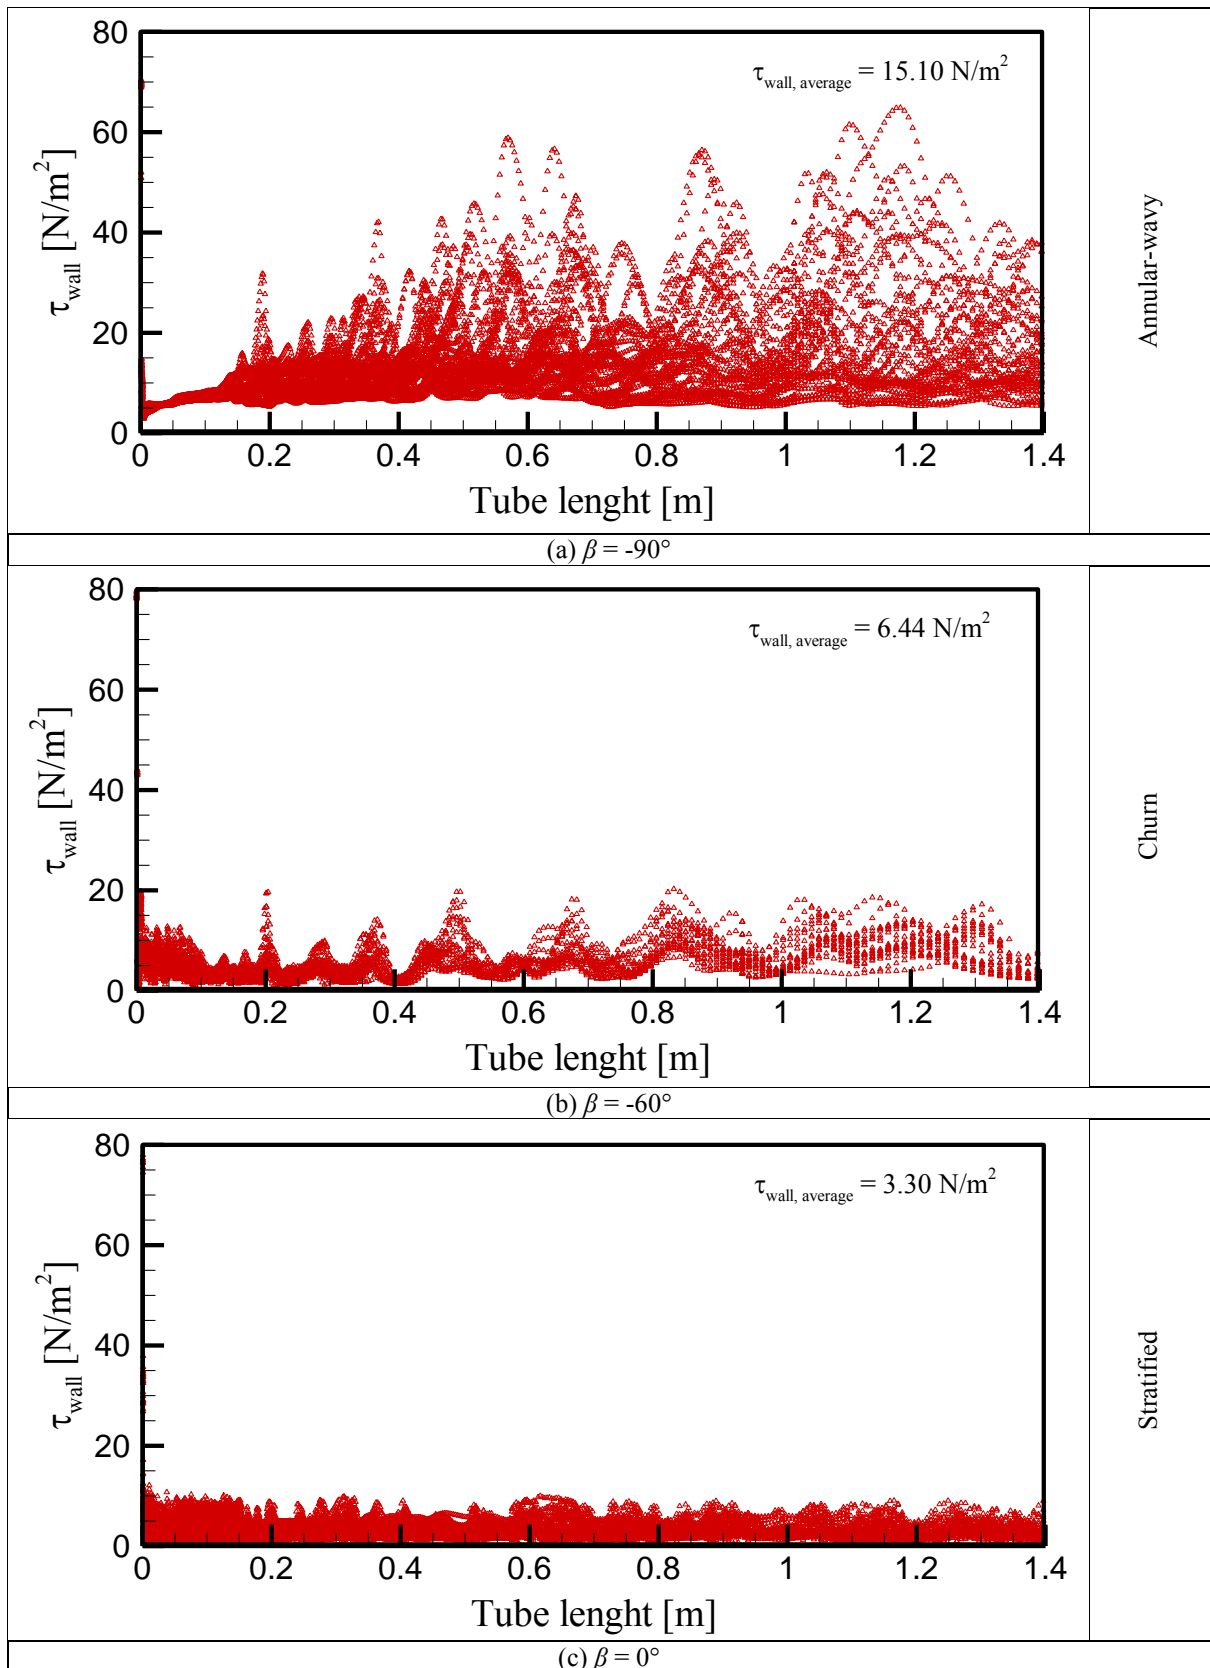 80
60
40
20
0
τwall [N/m²]
τwall, average = 15.10 N/m²
0 0.2 0.4 0.6 0.8 1 1.2 1.4
Tube lenght [m]
Annular-wavy
(a) β = -90°
80
60
40
20
0
τwall [N/m²]
τwall, average = 6.44 N/m²
0 0.2 0.4 0.6 0.8 1 1.2 1.4
Tube lenght [m]
Churn
(b) β = -60°
80
60
40
20
0
τwall [N/m²]
τwall, average = 3.30 N/m²
0 0.2 0.4 0.6 0.8 1 1.2 1.4
Tube lenght [m]
Stratified
(c) β = 0°